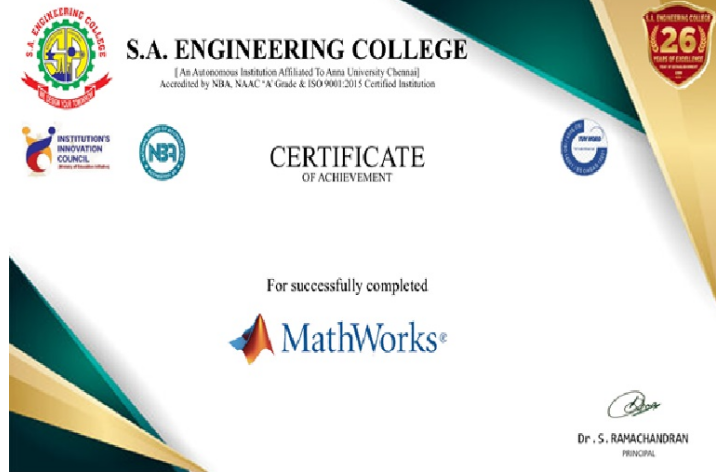 S.A. ENGINEERING COLLEGE
S.A. ENGINEERING COLLEGE
[An Autonomous Institution Affiliated To Anna University Chennai]
Accredited by NBA, NAAC 'A' Grade & ISO 9001:2015 Certified Institution
S.A. ENGINEERING COLLEGE
26
YEARS OF EXCELLENCE
INSTITUTION'S
INNOVATION
COUNCIL
NBA
CERTIFICATE
OF ACHIEVEMENT
For successfully completed
MathWorks®
Dr. S. RAMACHANDRAN
PRINCIPAL